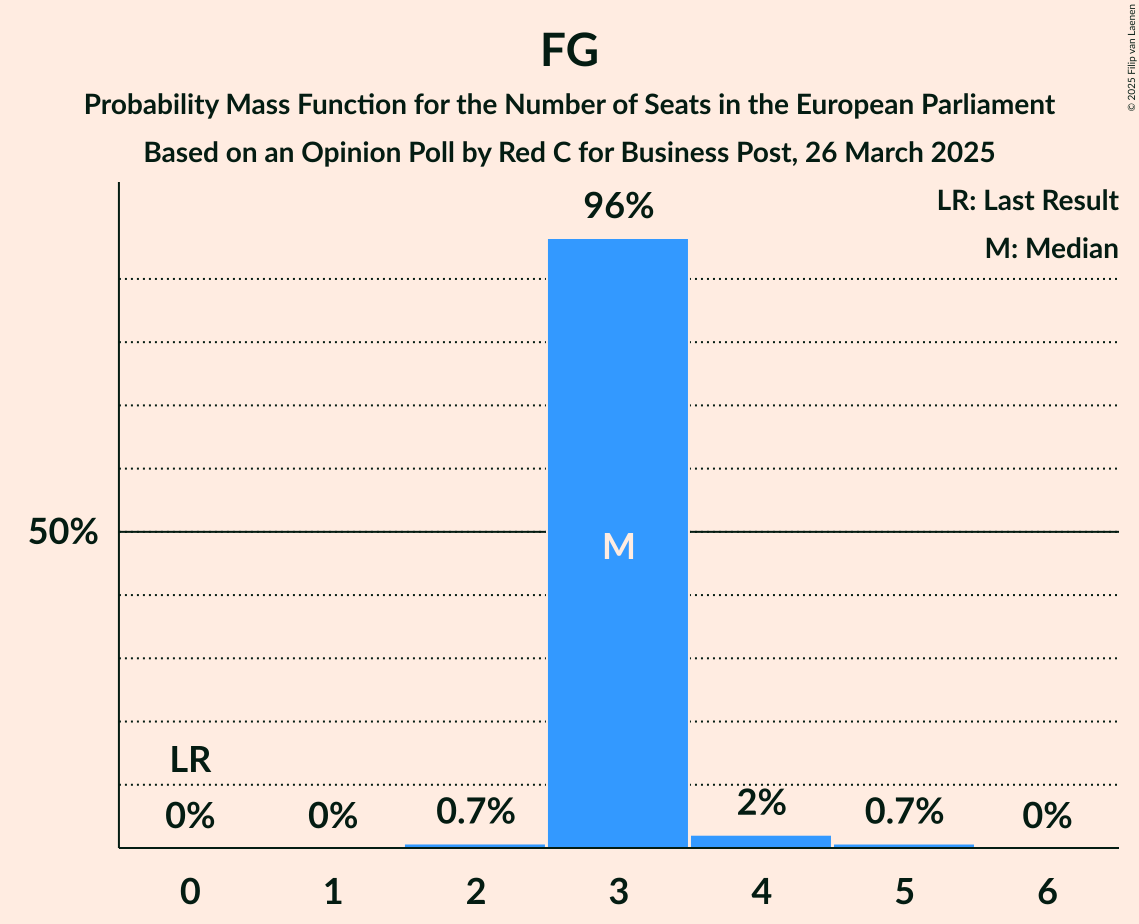 FG
Probability Mass Function for the Number of Seats in the European Parliament
Based on an Opinion Poll by Red C for Business Post, 26 March 2025
© 2025 Filip van Laenen
LR: Last Result
M: Median
96%
50%
M
LR
0% 0% 0.7% 2% 0.7% 0%
0 1 2 3 4 5 6